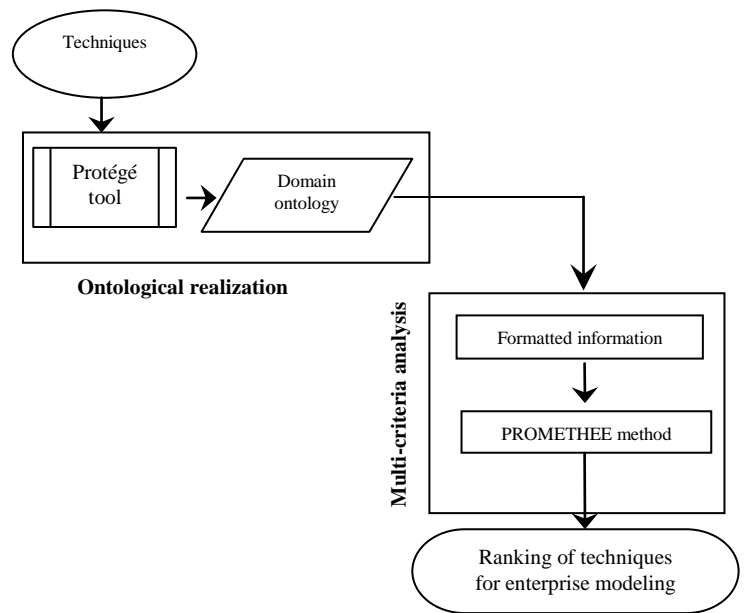 Techniques
Protégé
tool
Domain
ontology
Ontological realization
Multi-criteria analysis
Formatted information
PROMETHEE method
Ranking of techniques
for enterprise modeling